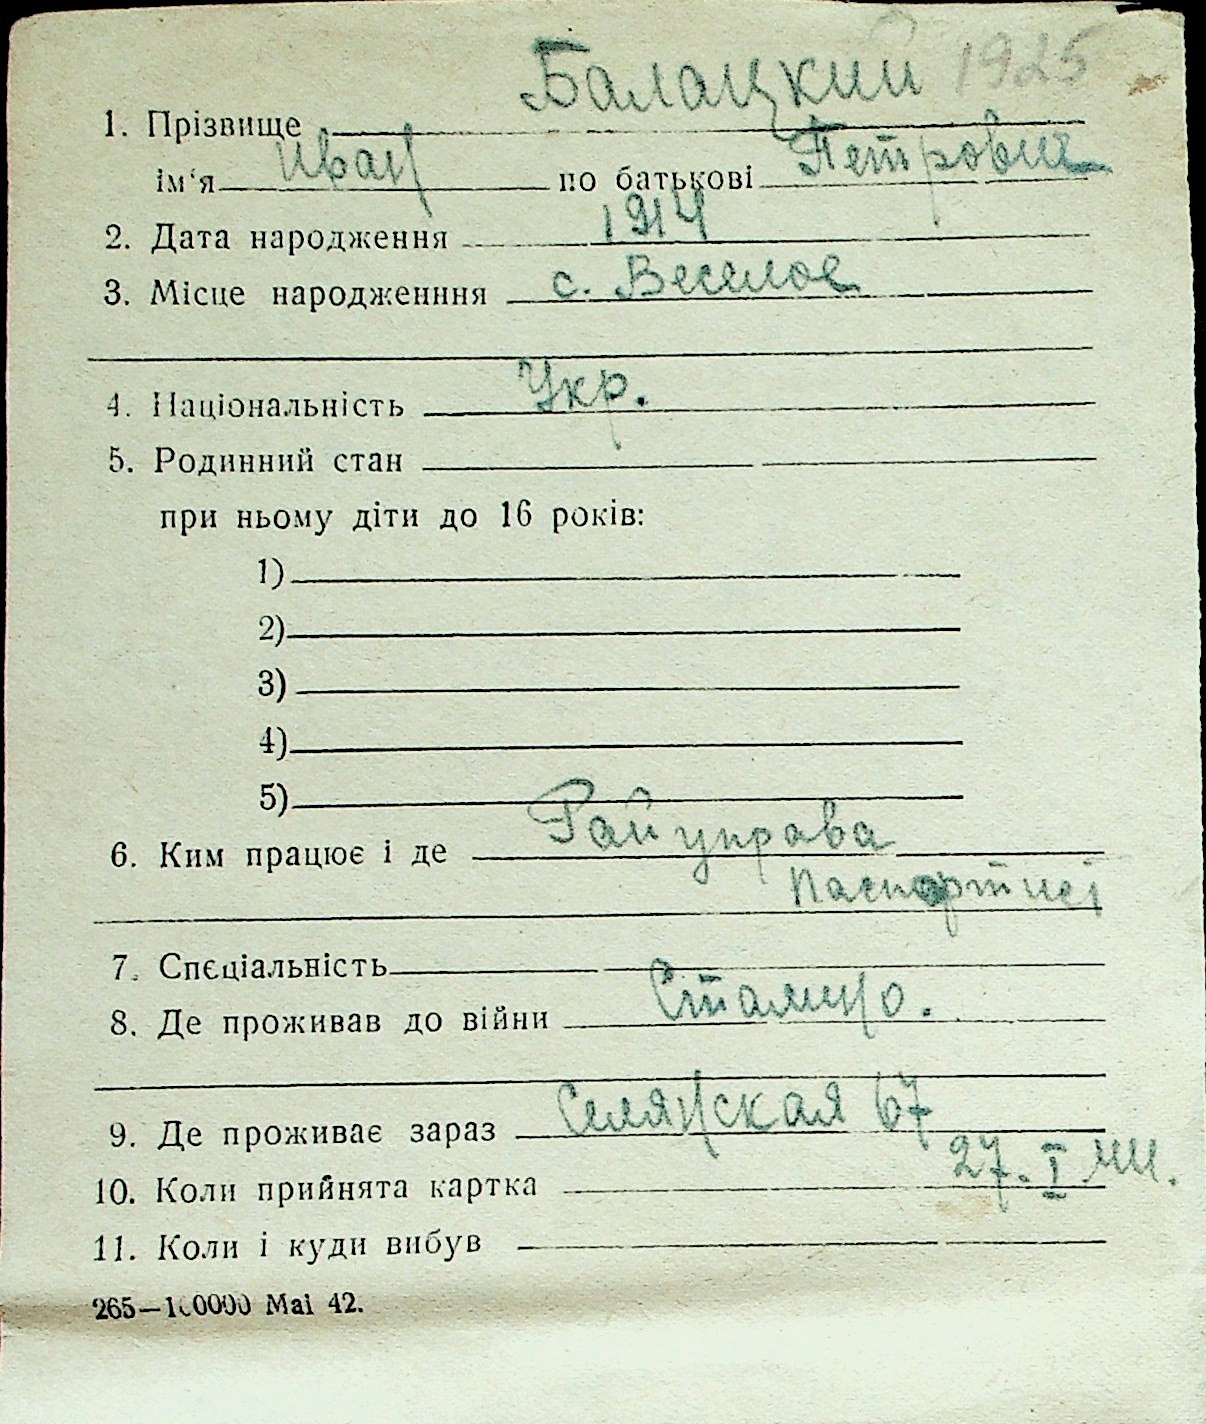 Балацкий 1925
1. Прізвище
ім'я Иван по батькові Петрович
2. Дата народження 1914
3. Місце народженння с. Веселое
4. Національність Укр.
5. Родинний стан
при ньому діти до 16 років:
1)
2)
3)
4)
5)
6. Ким працює і де Райуправа
Паспортист
7. Спеціальність
8. Де проживав до війни Сталино.
9. Де проживає зараз Селянская 67
10. Коли прийнята картка 27. I 44.
11. Коли і куди вибув
265—100000 Mai 42.